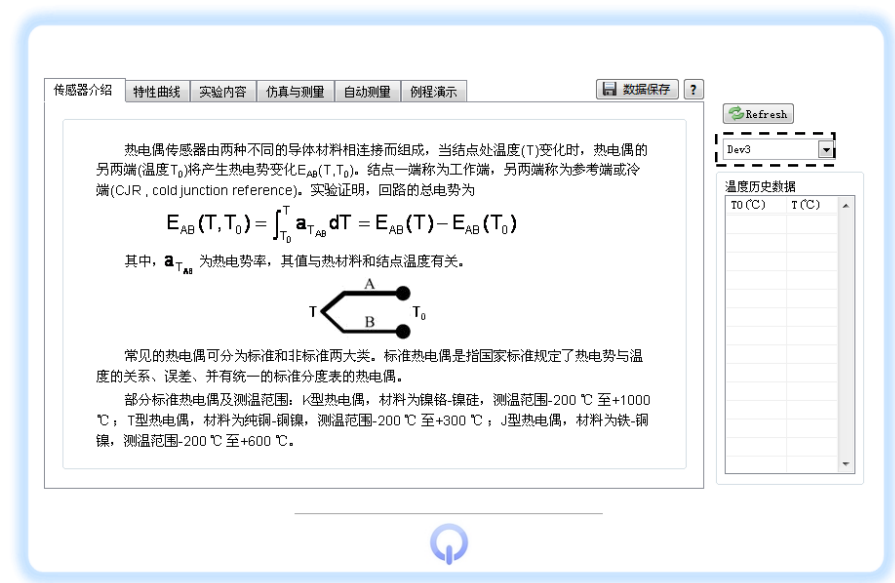 传感器介绍 特性曲线 实验内容 仿真与测量 自动测量 例程演示 数据保存 ?
Refresh
Dev3
温度历史数据
T0(℃) T(℃)
热电偶传感器由两种不同的导体材料相连接而组成，当结点处温度(T)变化时，热电偶的
另两端(温度T₀)将产生热电势变化E_AB(T,T₀)。结点一端称为工作端，另两端称为参考端或冷
端(CJR , cold junction reference)。实验证明，回路的总电势为
E_AB(T,T₀)=∫_T₀^T a_T_AB dT = E_AB(T)−E_AB(T₀)
其中，a_T_AB 为热电势率，其值与热材料和结点温度有关。
A
T T₀
B
常见的热电偶可分为标准和非标准两大类。标准热电偶是指国家标准规定了热电势与温
度的关系、误差、并有统一的标准分度表的热电偶。
部分标准热电偶及测温范围：K型热电偶，材料为镍铬-镍硅，测温范围-200 ℃ 至+1000
℃；T型热电偶，材料为纯铜-铜镍，测温范围-200 ℃ 至+300 ℃；J型热电偶，材料为铁-铜
镍，测温范围-200 ℃ 至+600 ℃。